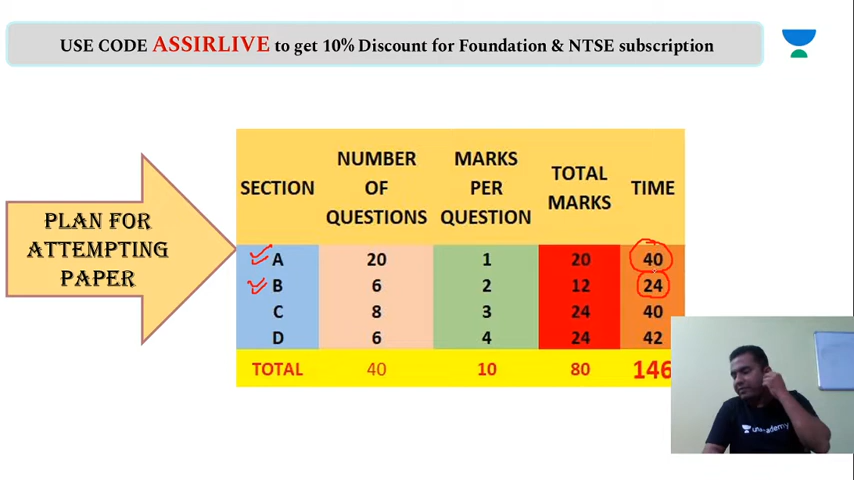 USE CODE ASSIRLIVE to get 10% Discount for Foundation & NTSE subscription
PLAN FOR
ATTEMPTING
PAPER
SECTION NUMBER OF QUESTIONS MARKS PER QUESTION TOTAL MARKS TIME
A 20 1 20 40
B 6 2 12 24
C 8 3 24 40
D 6 4 24 42
TOTAL 40 10 80 146
unacademy